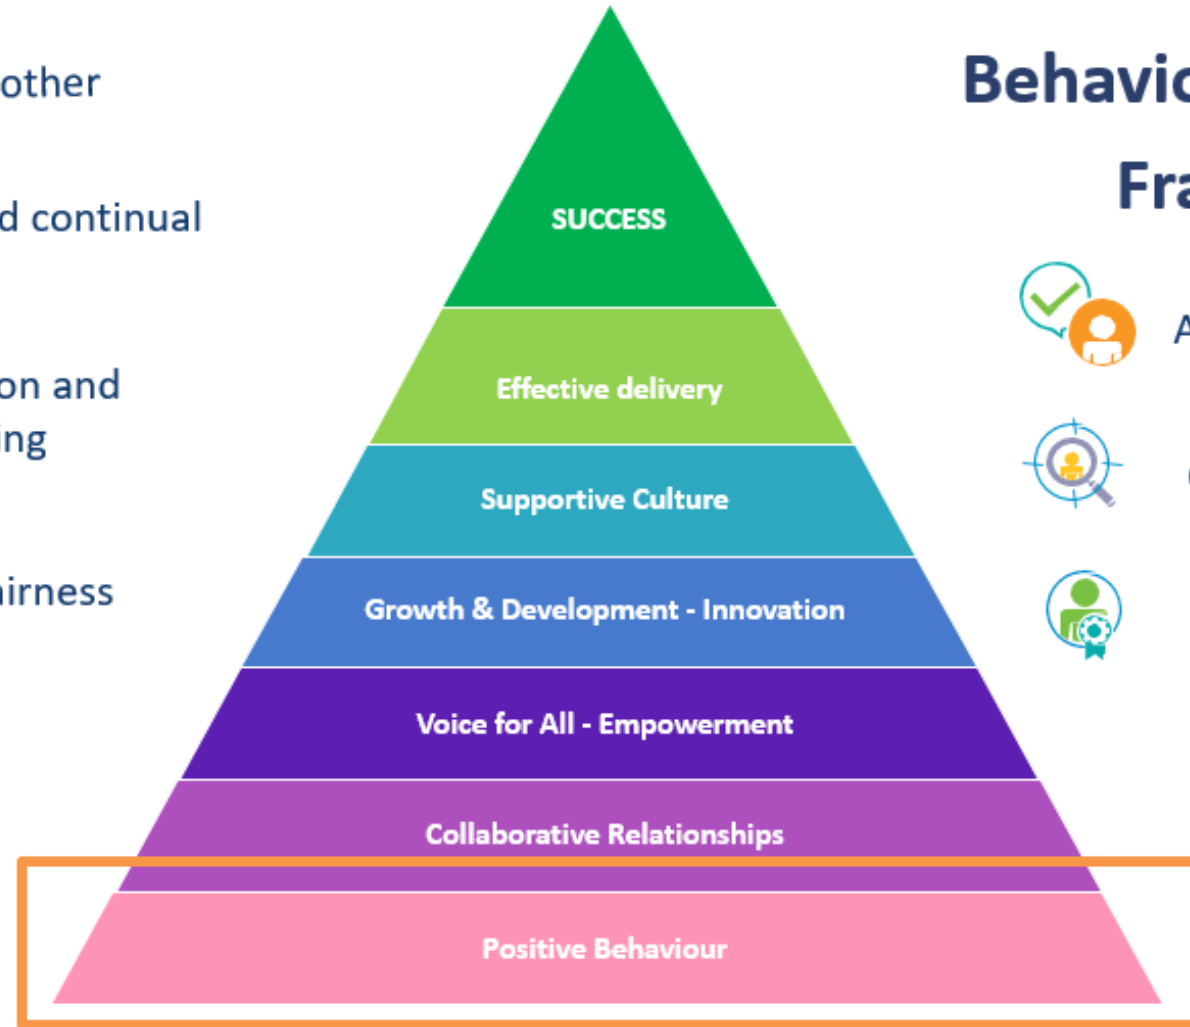 other
d continual
on and
ing
airness
SUCCESS
Effective delivery
Supportive Culture
Growth & Development - Innovation
Voice for All - Empowerment
Collaborative Relationships
Positive Behaviour
Behavio
Fra
A